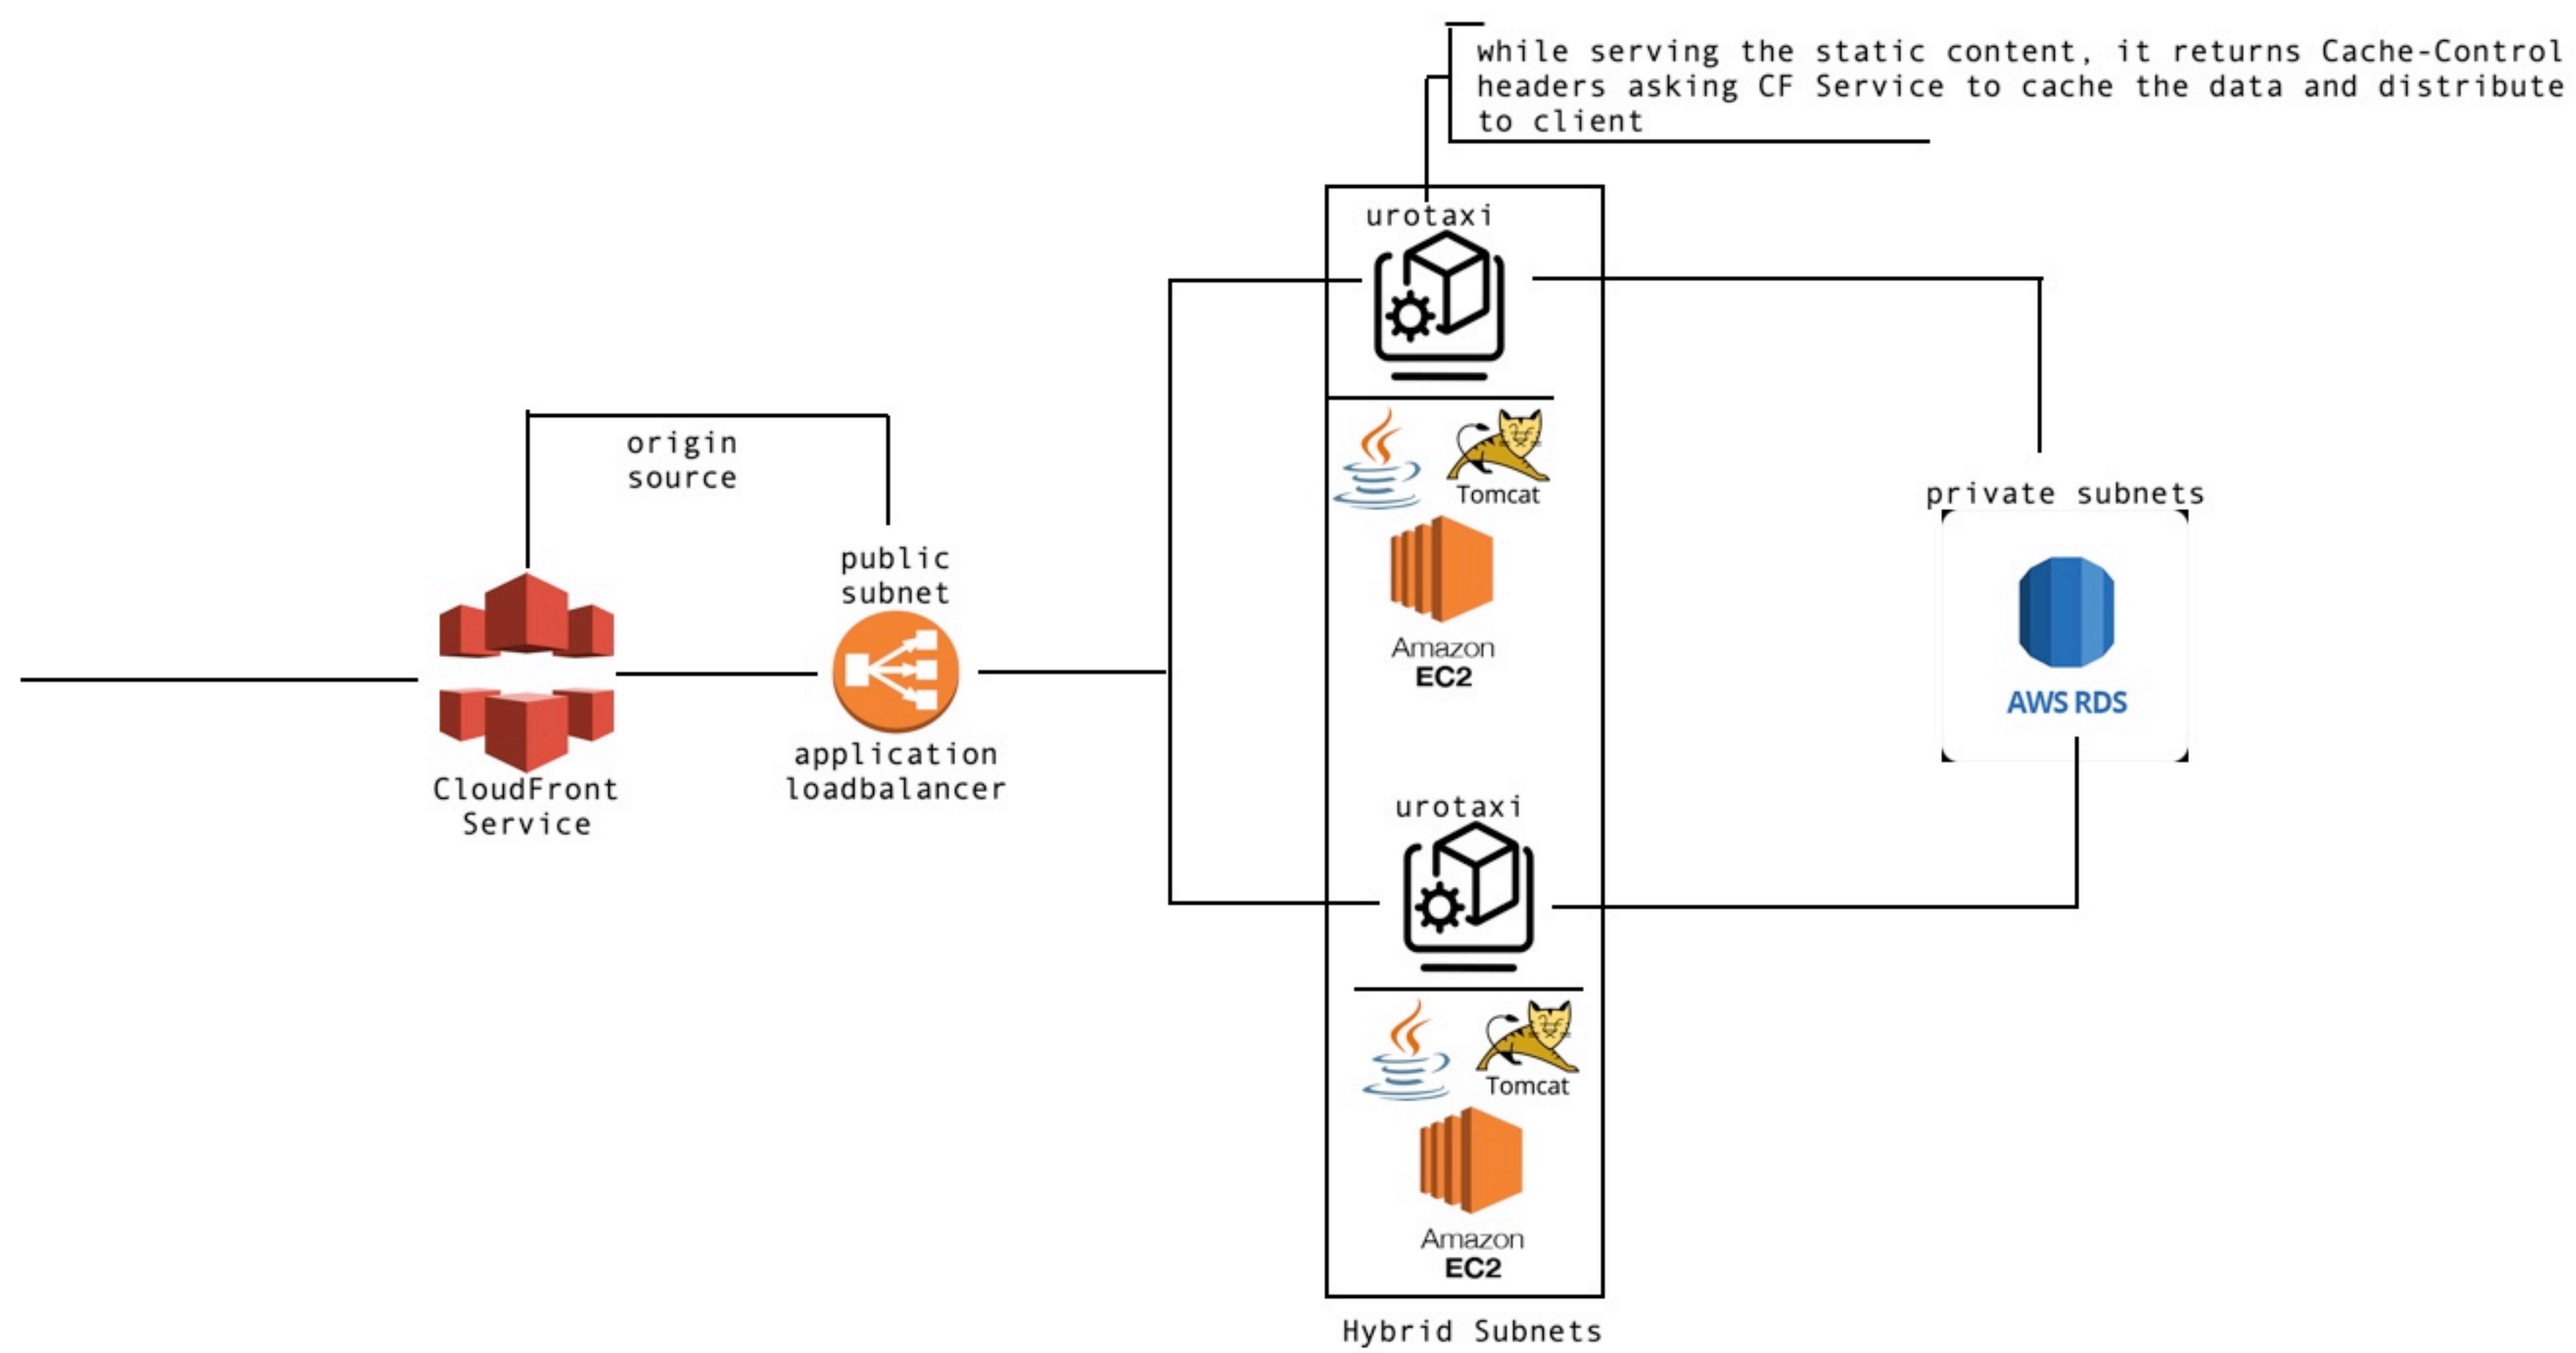 while serving the static content, it returns Cache-Control
headers asking CF Service to cache the data and distribute
to client
urotaxi
Tomcat
Amazon
EC2
origin
source
public
subnet
application
loadbalancer
CloudFront
Service
private subnets
AWS RDS
urotaxi
Tomcat
Amazon
EC2
Hybrid Subnets